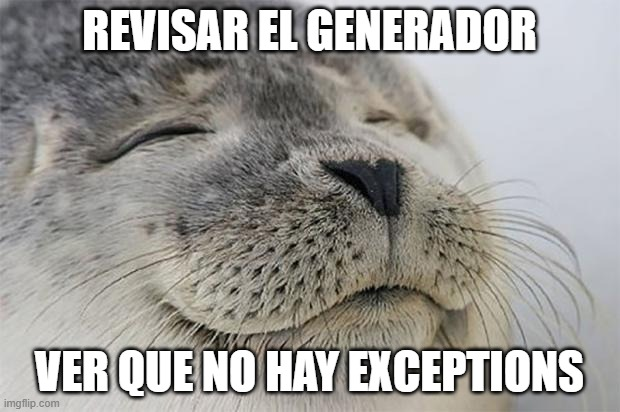 REVISAR EL GENERADOR
VER QUE NO HAY EXCEPTIONS
imgflip.com